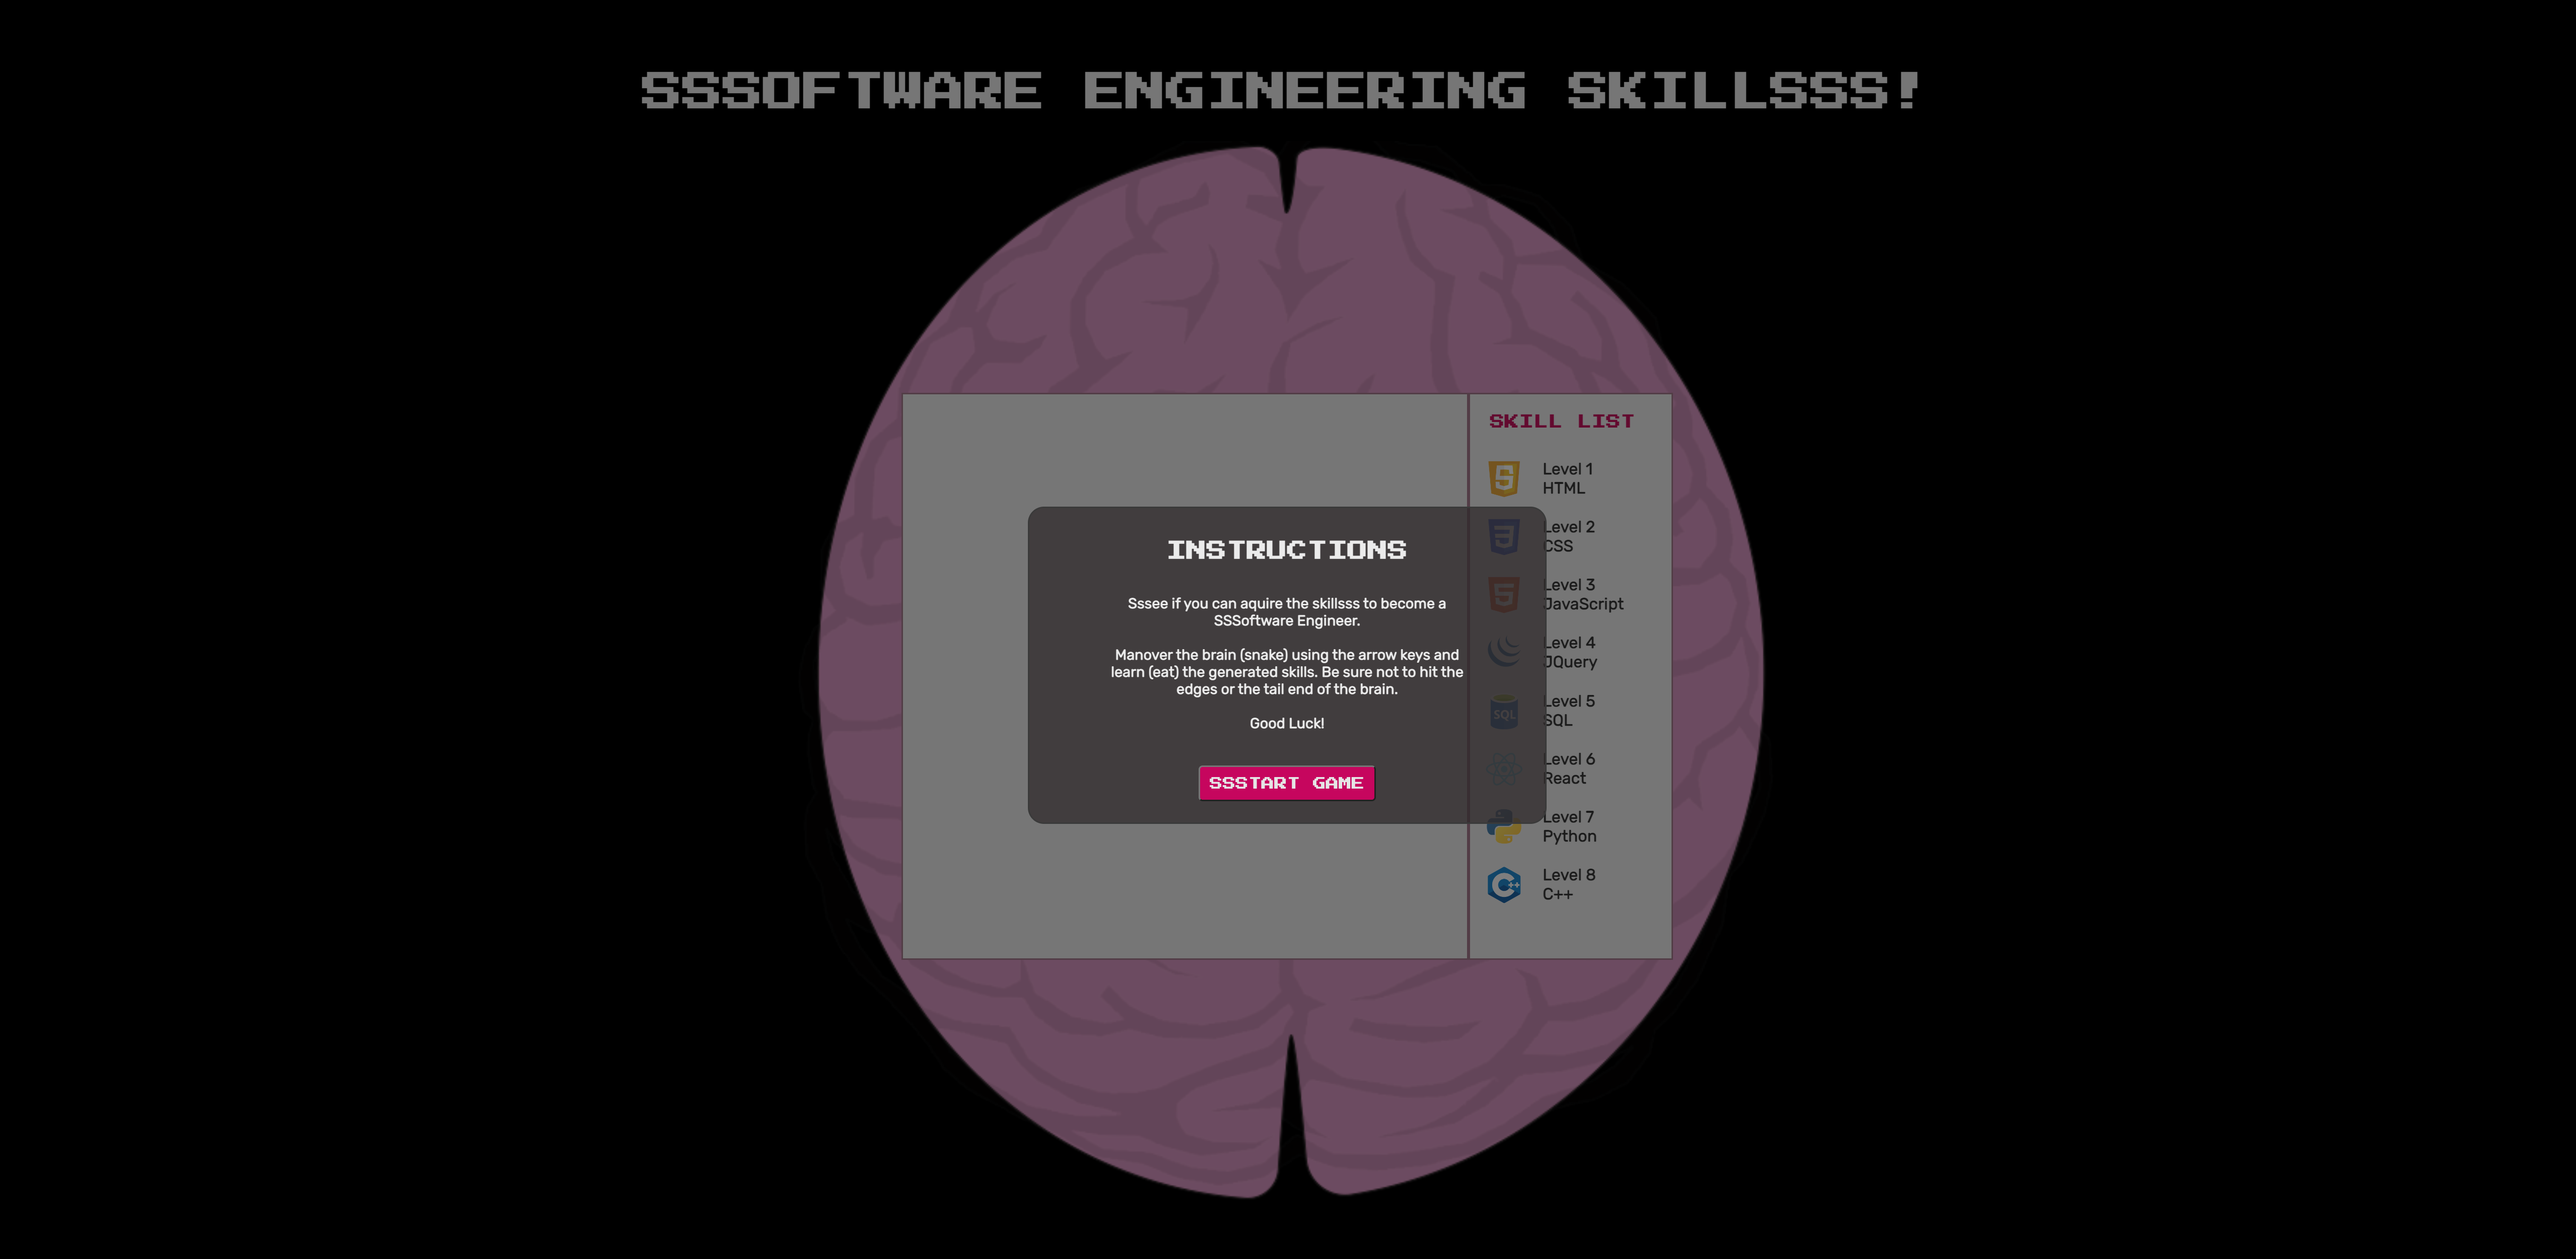 SSSOFTWARE ENGINEERING SKILLSSS!
SKILL LIST
Level 1
HTML
Level 2
CSS
Level 3
JavaScript
Level 4
JQuery
SQL
Level 5
SQL
Level 6
React
Level 7
Python
Level 8
C++
INSTRUCTIONS
Sssee if you can aquire the skillsss to become a
SSSoftware Engineer.
Manover the brain (snake) using the arrow keys and
learn (eat) the generated skills. Be sure not to hit the
edges or the tail end of the brain.
Good Luck!
SSSTART GAME